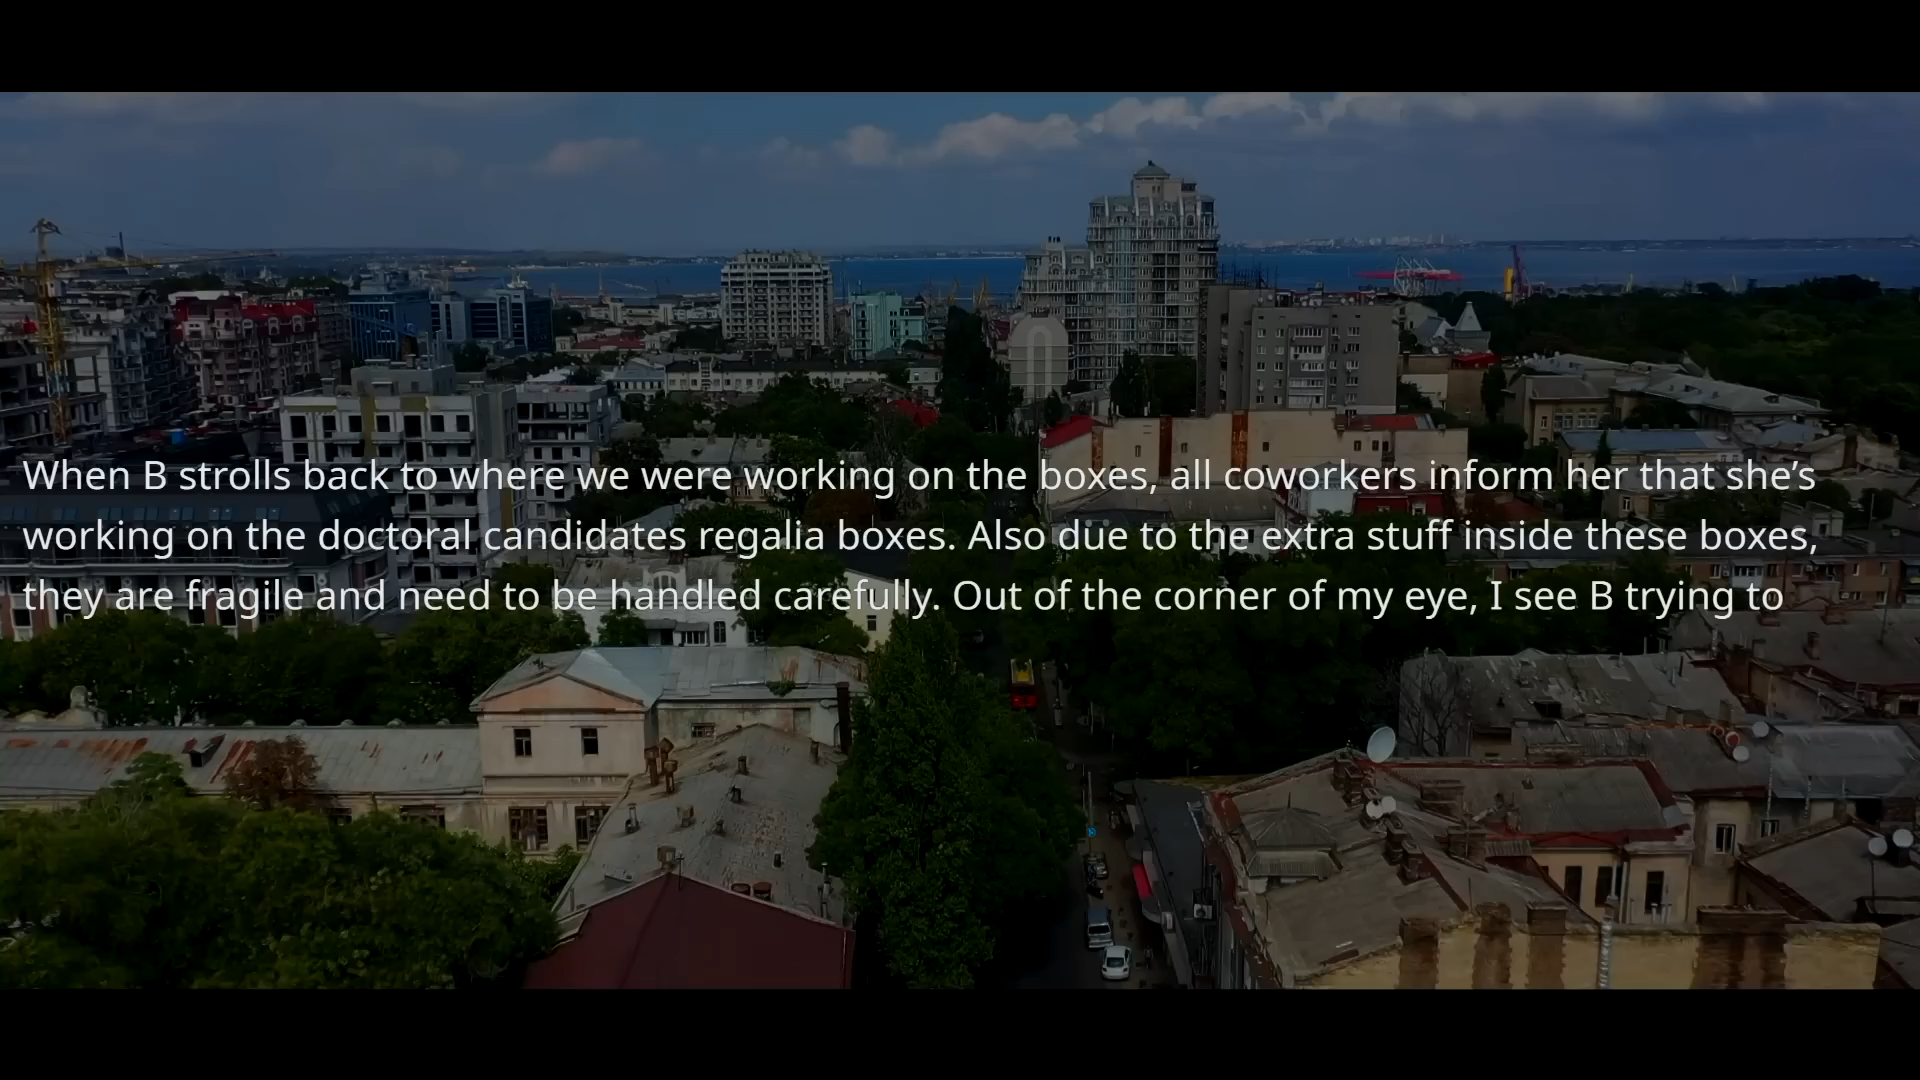 When B strolls back to where we were working on the boxes, all coworkers inform her that she’s
working on the doctoral candidates regalia boxes. Also due to the extra stuff inside these boxes,
they are fragile and need to be handled carefully. Out of the corner of my eye, I see B trying to